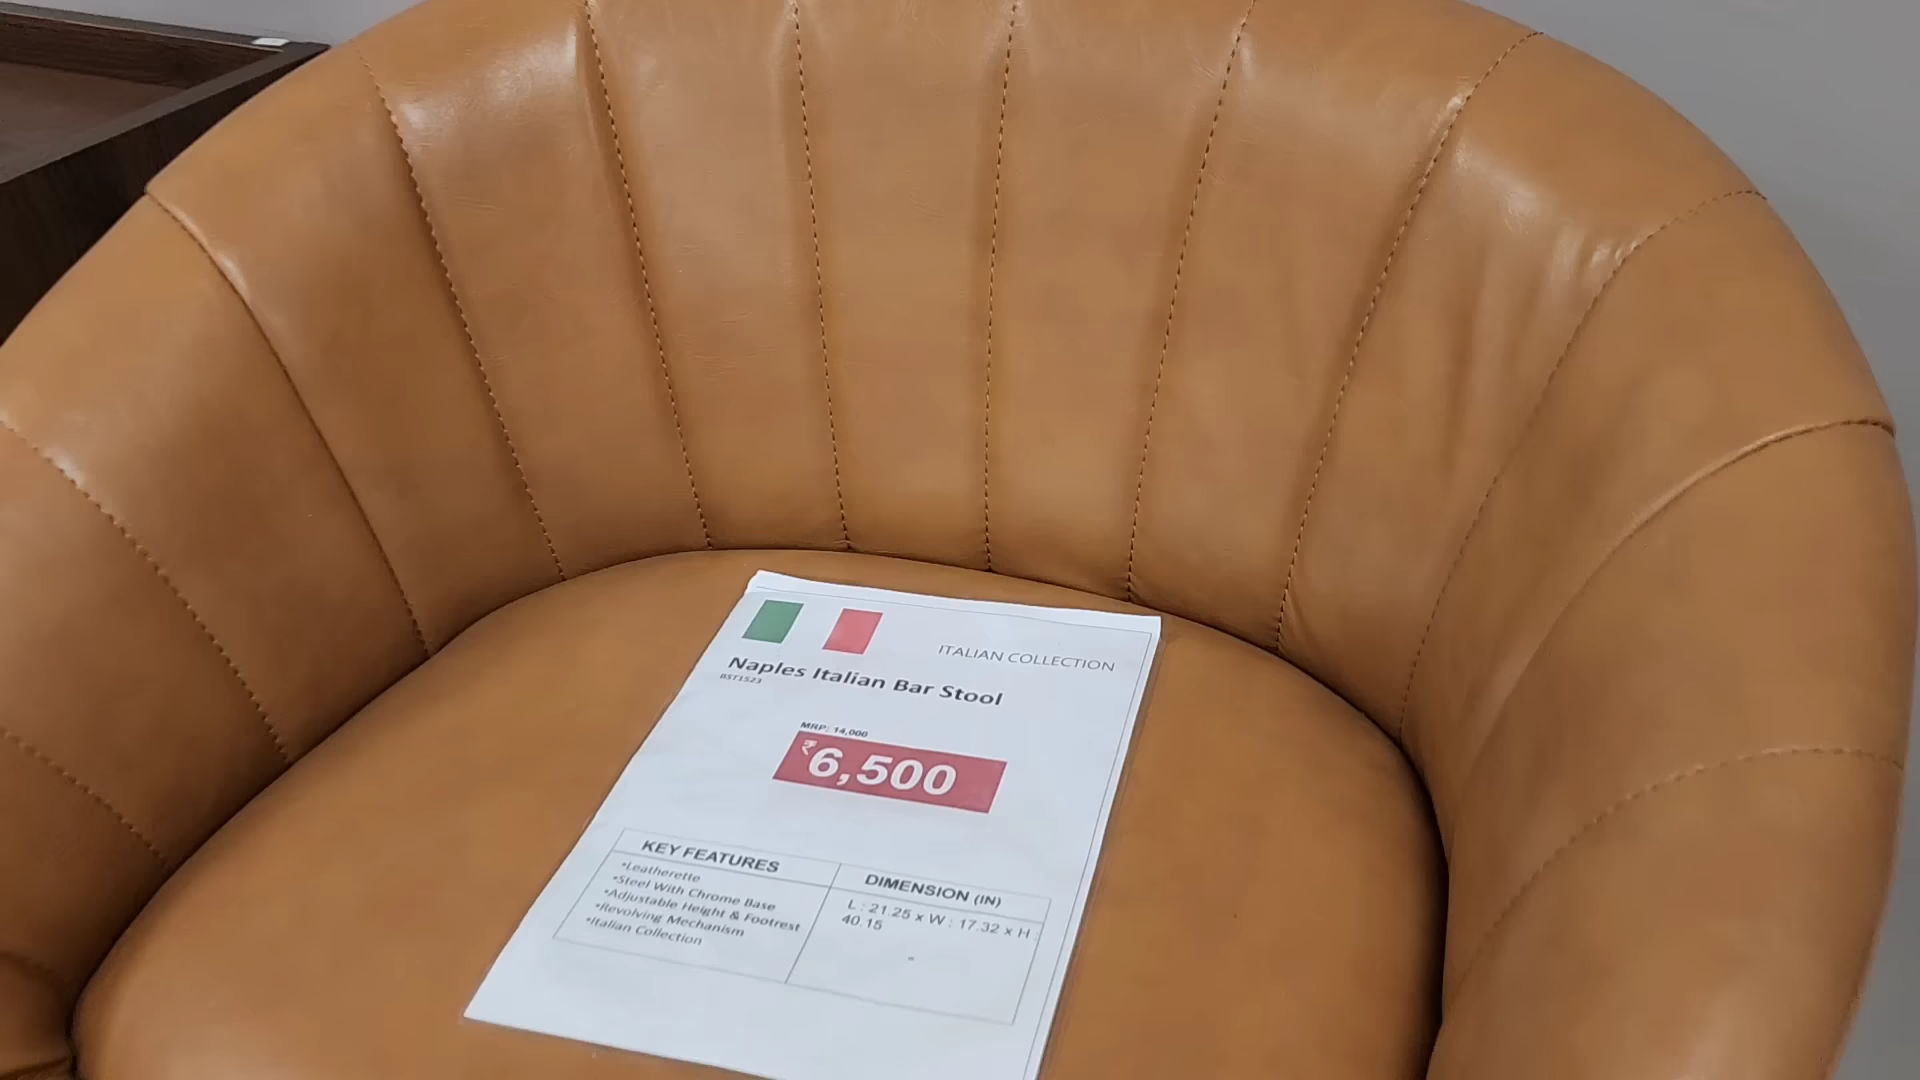 ITALIAN COLLECTION
Naples Italian Bar Stool
BST1523
MRP: 14,000
₹6,500
KEY FEATURES
•Leatherette
•Steel With Chrome Base
•Adjustable Height & Footrest
•Revolving Mechanism
•Italian Collection
DIMENSION (IN)
L : 21.25 x W : 17.32 x H :
40.15